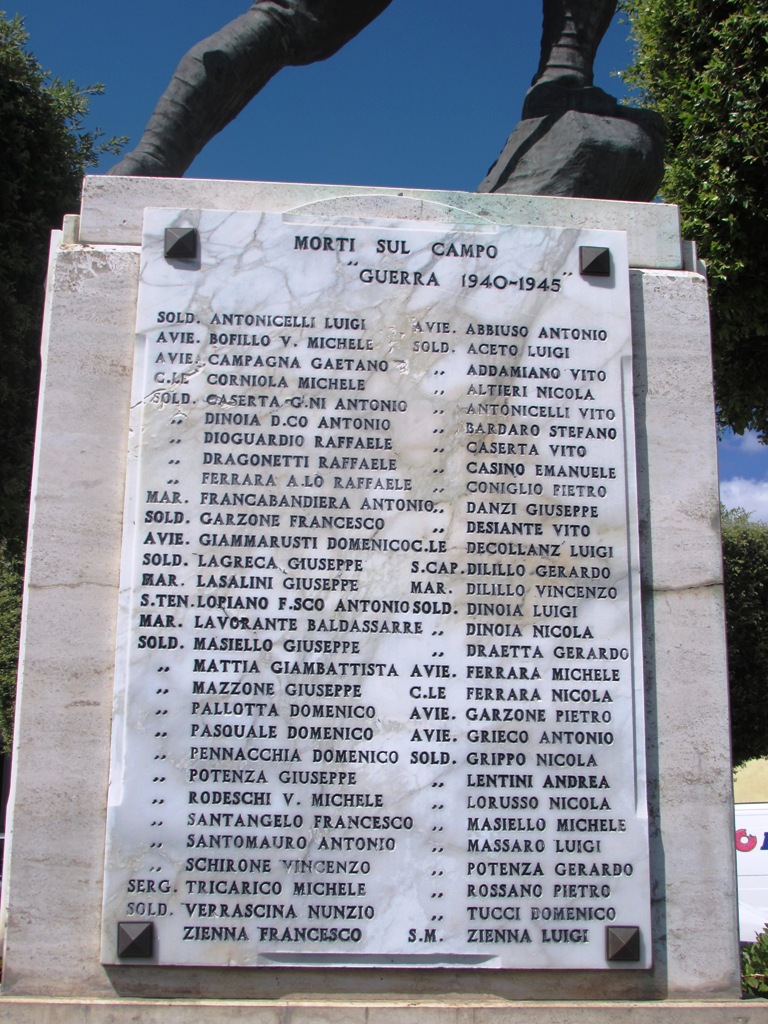 MORTI SUL CAMPO
"GUERRA 1940-1945"
SOLD. ANTONICELLI LUIGI
AVIE. BOFILLO V. MICHELE
AVIE. CAMPAGNA GAETANO
C.LE CORNIOLA MICHELE
SOLD. CASERTA G.NI ANTONIO
,, DINOIA D.CO ANTONIO
,, DIOGUARDIO RAFFAELE
,, DRAGONETTI RAFFAELE
,, FERRARA A.LO RAFFAELE
MAR. FRANCABANDIERA ANTONIO
SOLD. GARZONE FRANCESCO
AVIE. GIAMMARUSTI DOMENICO
SOLD. LAGRECA GIUSEPPE
MAR. LASALINI GIUSEPPE
S.TEN. LOPIANO F.SCO ANTONIO
MAR. LAVORANTE BALDASSARRE
SOLD. MASIELLO GIUSEPPE
,, MATTIA GIAMBATTISTA
,, MAZZONE GIUSEPPE
,, PALLOTTA DOMENICO
,, PASQUALE DOMENICO
,, PENNACCHIA DOMENICO
,, POTENZA GIUSEPPE
,, RODESCHI V. MICHELE
,, SANTANGELO FRANCESCO
,, SANTOMAURO ANTONIO
,, SCHIRONE VINCENZO
SERG. TRICARICO MICHELE
SOLD. VERRASCINA NUNZIO
ZIENNA FRANCESCO
AVIE. ABBIUSO ANTONIO
SOLD. ACETO LUIGI
,, ADDAMIANO VITO
,, ALTIERI NICOLA
,, ANTONICELLI VITO
,, BARDARO STEFANO
,, CASERTA VITO
,, CASINO EMANUELE
,, CONIGLIO PIETRO
,, DANZI GIUSEPPE
,, DESIANTE VITO
C.LE DECOLLANZ LUIGI
S.CAP. DILILLO GERARDO
MAR. DILILLO VINCENZO
SOLD. DINOIA LUIGI
,, DINOIA NICOLA
,, DRAETTA GERARDO
AVIE. FERRARA MICHELE
C.LE FERRARA NICOLA
AVIE. GARZONE PIETRO
AVIE. GRIECO ANTONIO
SOLD. GRIPPO NICOLA
,, LENTINI ANDREA
,, LORUSSO NICOLA
,, MASIELLO MICHELE
,, MASSARO LUIGI
,, POTENZA GERARDO
,, ROSSANO PIETRO
,, TUCCI DOMENICO
S.M. ZIENNA LUIGI